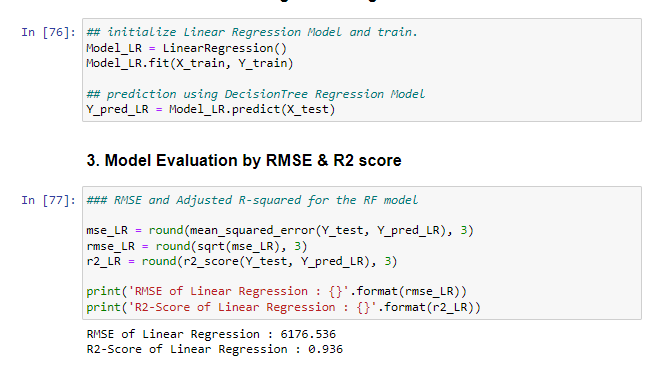 In [76]: ## initialize Linear Regression Model and train.
Model_LR = LinearRegression()
Model_LR.fit(X_train, Y_train)
## prediction using DecisionTree Regression Model
Y_pred_LR = Model_LR.predict(X_test)
3. Model Evaluation by RMSE & R2 score
In [77]: ### RMSE and Adjusted R-squared for the RF model
mse_LR = round(mean_squared_error(Y_test, Y_pred_LR), 3)
rmse_LR = round(sqrt(mse_LR), 3)
r2_LR = round(r2_score(Y_test, Y_pred_LR), 3)
print('RMSE of Linear Regression : {}'.format(rmse_LR))
print('R2-Score of Linear Regression : {}'.format(r2_LR))
RMSE of Linear Regression : 6176.536
R2-Score of Linear Regression : 0.936